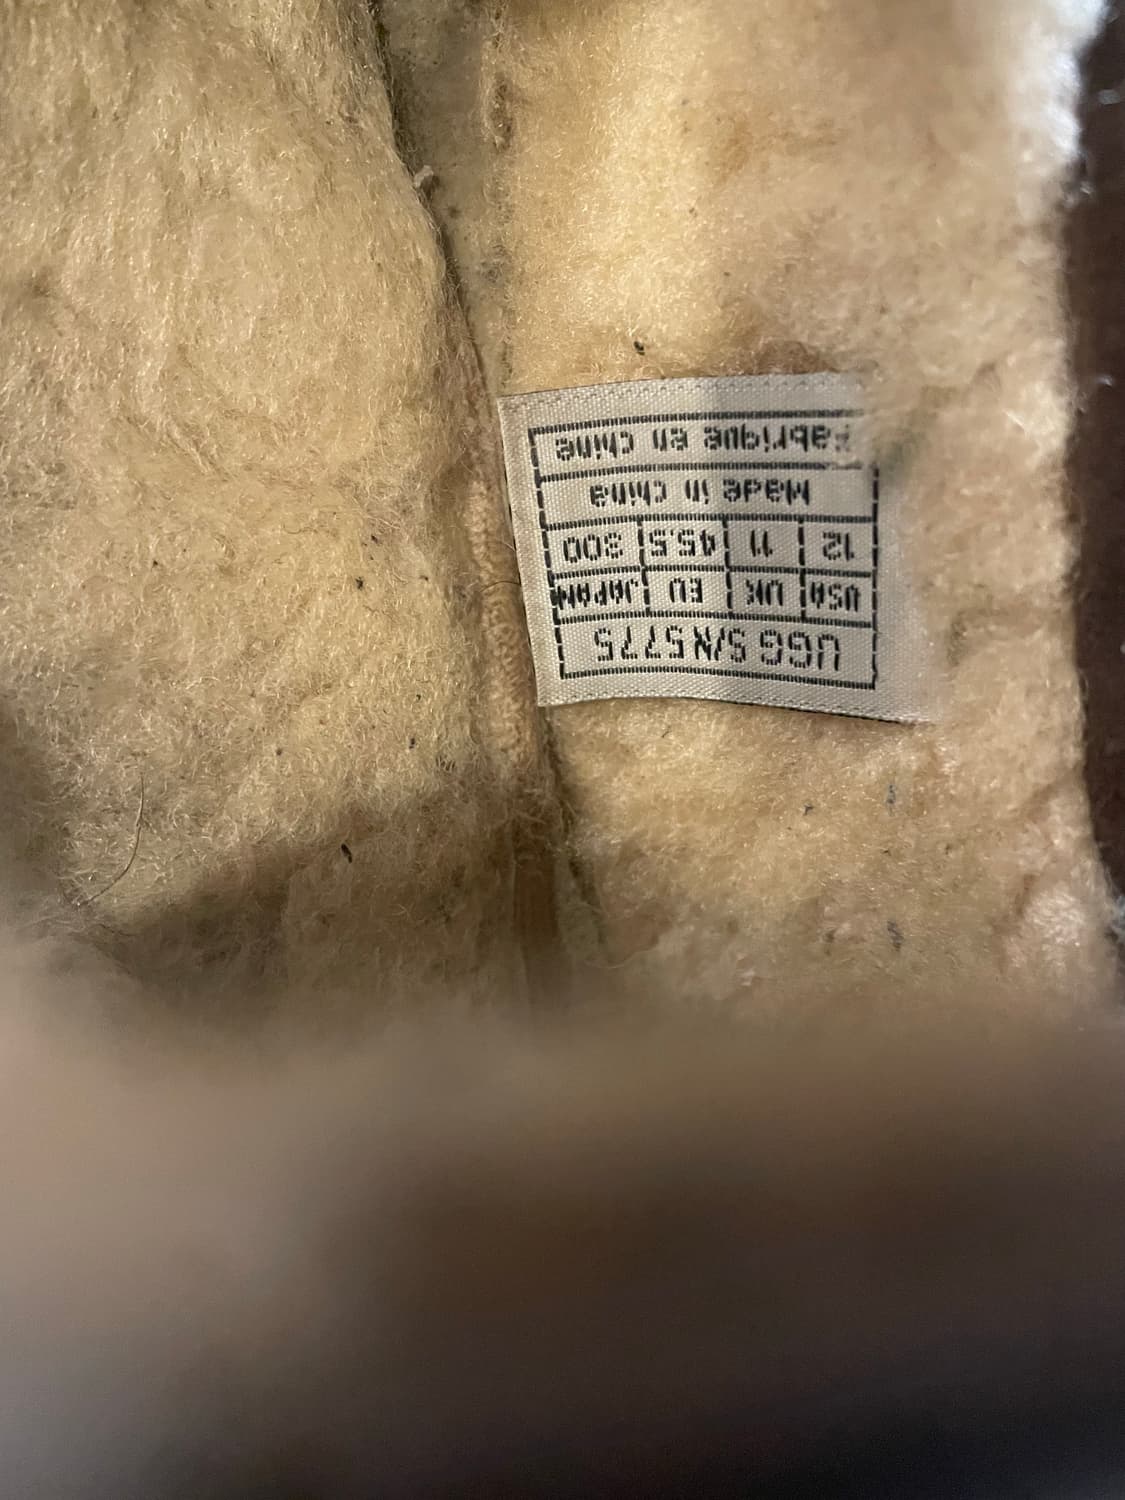 UGG S/N 5775
USA UK EU JAPAN
12 11 45.5 300
Made in china
Fabrique en chine